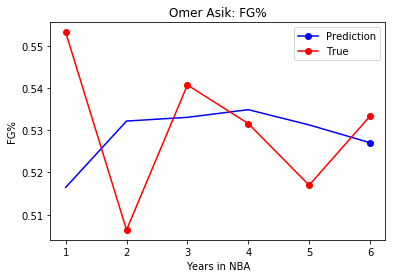 Omer Asik: FG%
Prediction
True
0.55
0.54
0.53
0.52
0.51
FG%
1 2 3 4 5 6
Years in NBA